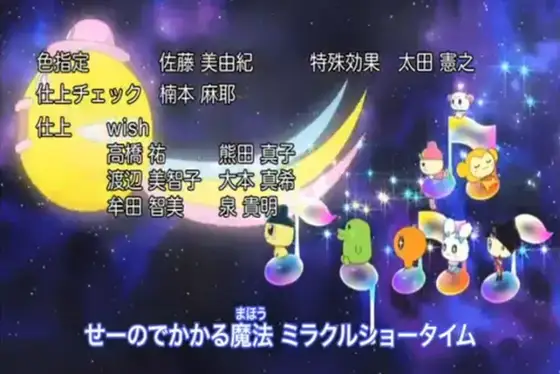 色指定 佐藤 美由紀 特殊効果 太田 憲之
仕上チェック 楠本 麻耶
仕上 wish
高橋 祐 熊田 真子
渡辺 美智子 大本 真希
牟田 智美 泉 貴明
まほう
せーのでかかる魔法 ミラクルショータイム